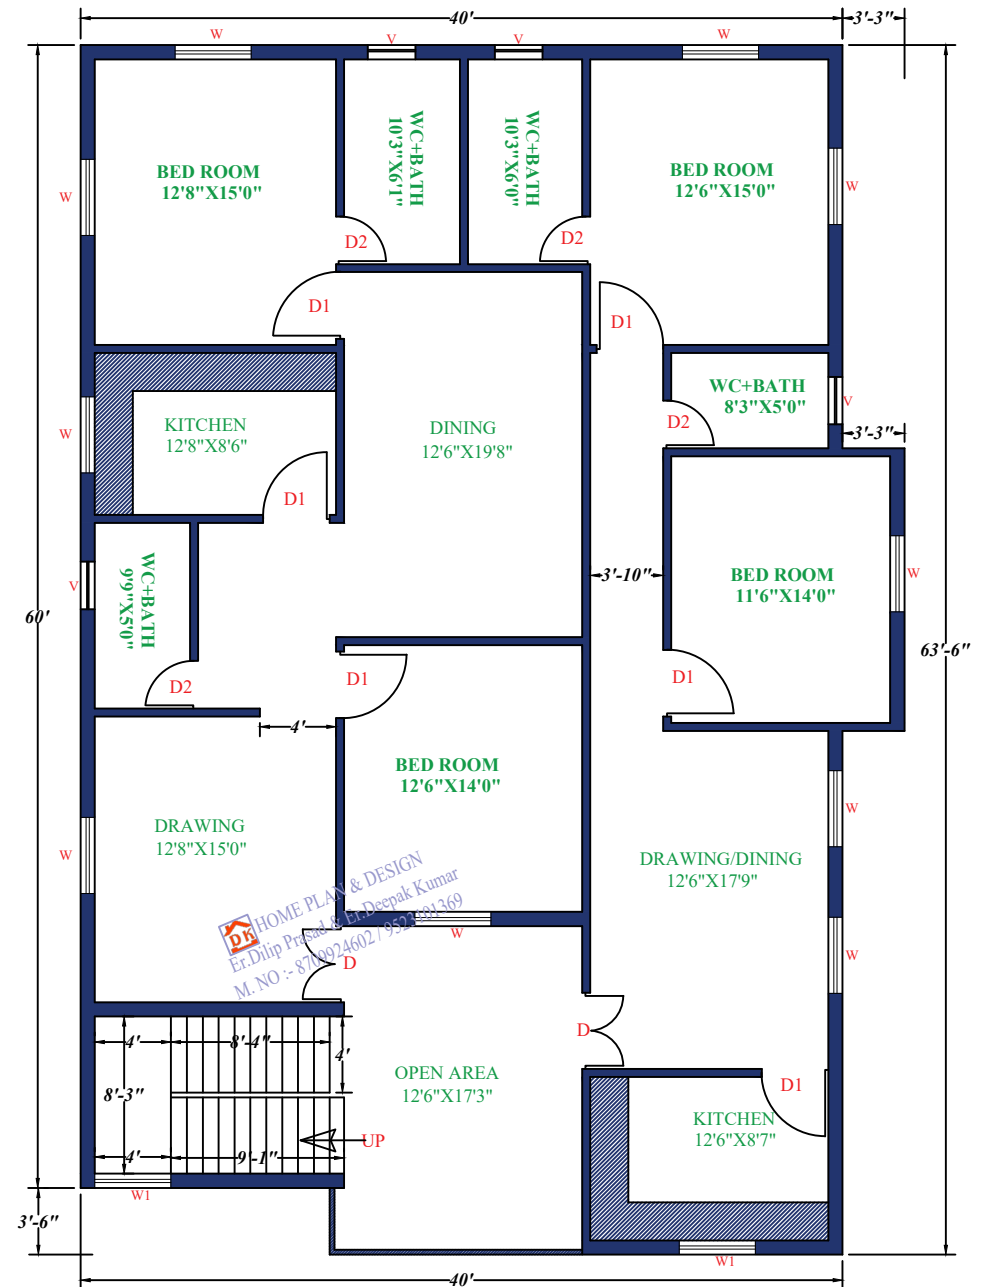 40'
3'-3"
W
V
V
W
BED ROOM
12'8"X15'0"
WC+BATH
10'3"X6'1"
WC+BATH
10'3"X6'0"
BED ROOM
12'6"X15'0"
W
W
D2
D2
D1
D1
WC+BATH
8'3"X5'0"
V
KITCHEN
12'8"X8'6"
W
DINING
12'6"X19'8"
D2
3'-3"
D1
WC+BATH
9'9"X5'0"
V
3'-10"
BED ROOM
11'6"X14'0"
W
60'
63'-6"
D2
D1
D1
4'
BED ROOM
12'6"X14'0"
DRAWING
12'8"X15'0"
W
W
DRAWING/DINING
12'6"X17'9"
DK
HOME PLAN & DESIGN
Er.Dilip Prasad & Er.Deepak Kumar
M. NO :- 8709924602 / 9523101369
W
D
W
D
4'
8'-4"
4'
OPEN AREA
12'6"X17'3"
8'-3"
D1
KITCHEN
12'6"X8'7"
UP
4'
9'-1"
W1
3'-6"
W1
40'